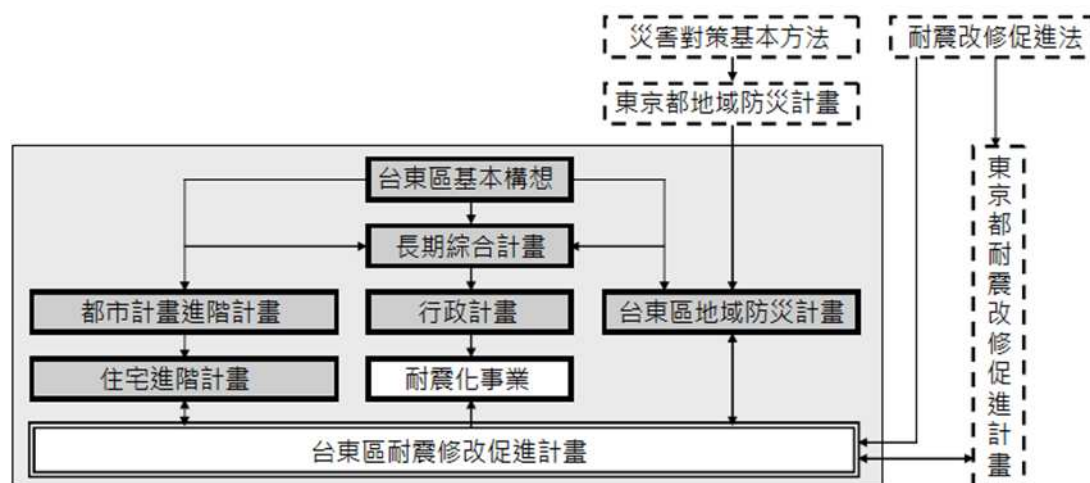 災害對策基本方法
耐震改修促進法
東京都地域防災計畫
台東區基本構想
長期綜合計畫
都市計畫進階計畫
行政計畫
台東區地域防災計畫
住宅進階計畫
耐震化事業
台東區耐震修改促進計畫
東京都耐震改修促進計畫